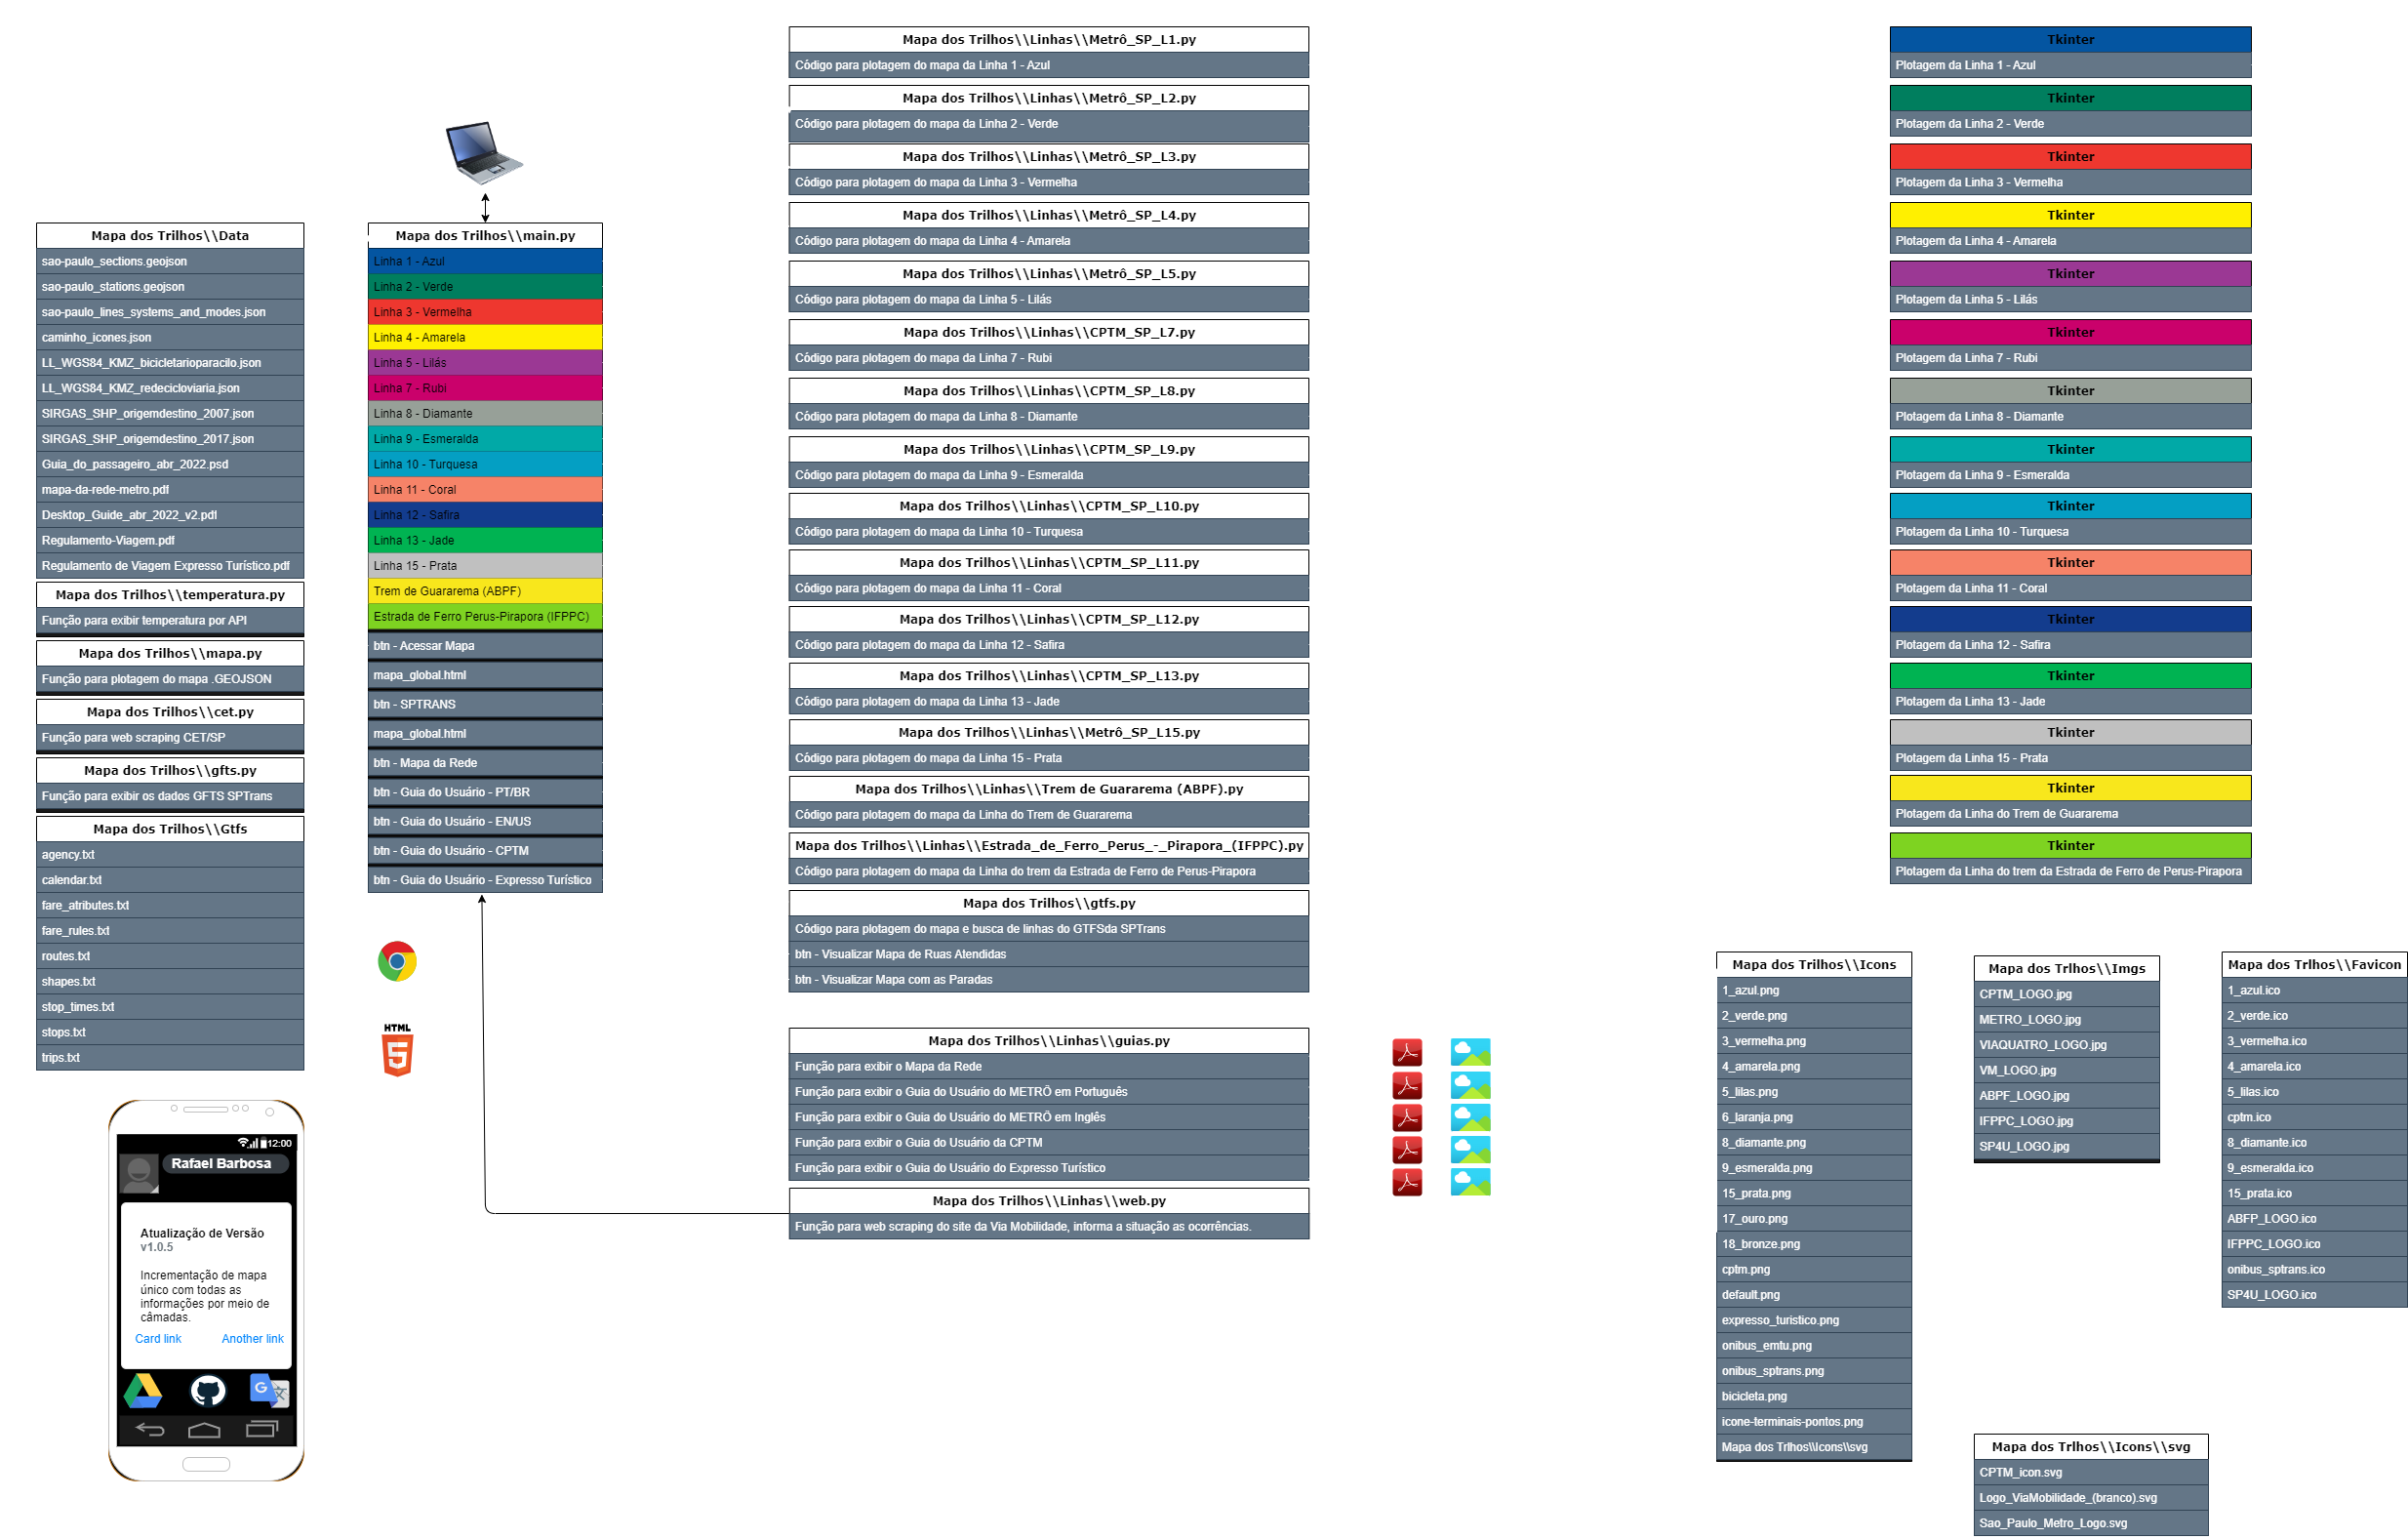 Mapa dos Trilhos\\Data
sao-paulo_sections.geojson
sao-paulo_stations.geojson
sao-paulo_lines_systems_and_modes.json
caminho_icones.json
LL_WGS84_KMZ_bicicletarioparacilo.json
LL_WGS84_KMZ_redecicloviaria.json
SIRGAS_SHP_origemdestino_2007.json
SIRGAS_SHP_origemdestino_2017.json
Guia_do_passageiro_abr_2022.psd
mapa-da-rede-metro.pdf
Desktop_Guide_abr_2022_v2.pdf
Regulamento-Viagem.pdf
Regulamento de Viagem Expresso Turístico.pdf
Mapa dos Trilhos\\temperatura.py
Função para exibir temperatura por API
Mapa dos Trilhos\\mapa.py
Função para plotagem do mapa .GEOJSON
Mapa dos Trilhos\\cet.py
Função para web scraping CET/SP
Mapa dos Trilhos\\gfts.py
Função para exibir os dados GFTS SPTrans
Mapa dos Trilhos\\Gtfs
agency.txt
calendar.txt
fare_atributes.txt
fare_rules.txt
routes.txt
shapes.txt
stop_times.txt
stops.txt
trips.txt
12:00
Rafael Barbosa
Atualização de Versão
v1.0.5
Incrementação de mapa
único com todas as
informações por meio de
câmadas.
Card link
Another link
G
Mapa dos Trilhos\\main.py
Linha 1 - Azul
Linha 2 - Verde
Linha 3 - Vermelha
Linha 4 - Amarela
Linha 5 - Lilás
Linha 7 - Rubi
Linha 8 - Diamante
Linha 9 - Esmeralda
Linha 10 - Turquesa
Linha 11 - Coral
Linha 12 - Safira
Linha 13 - Jade
Linha 15 - Prata
Trem de Guararema (ABPF)
Estrada de Ferro Perus-Pirapora (IFPPC)
btn - Acessar Mapa
mapa_global.html
btn - SPTRANS
mapa_global.html
btn - Mapa da Rede
btn - Guia do Usuário - PT/BR
btn - Guia do Usuário - EN/US
btn - Guia do Usuário - CPTM
btn - Guia do Usuário - Expresso Turístico
HTML
5
Mapa dos Trilhos\\Linhas\\Metrô_SP_L1.py
Código para plotagem do mapa da Linha 1 - Azul
Mapa dos Trilhos\\Linhas\\Metrô_SP_L2.py
Código para plotagem do mapa da Linha 2 - Verde
Mapa dos Trilhos\\Linhas\\Metrô_SP_L3.py
Código para plotagem do mapa da Linha 3 - Vermelha
Mapa dos Trilhos\\Linhas\\Metrô_SP_L4.py
Código para plotagem do mapa da Linha 4 - Amarela
Mapa dos Trilhos\\Linhas\\Metrô_SP_L5.py
Código para plotagem do mapa da Linha 5 - Lilás
Mapa dos Trilhos\\Linhas\\CPTM_SP_L7.py
Código para plotagem do mapa da Linha 7 - Rubi
Mapa dos Trilhos\\Linhas\\CPTM_SP_L8.py
Código para plotagem do mapa da Linha 8 - Diamante
Mapa dos Trilhos\\Linhas\\CPTM_SP_L9.py
Código para plotagem do mapa da Linha 9 - Esmeralda
Mapa dos Trilhos\\Linhas\\CPTM_SP_L10.py
Código para plotagem do mapa da Linha 10 - Turquesa
Mapa dos Trilhos\\Linhas\\CPTM_SP_L11.py
Código para plotagem do mapa da Linha 11 - Coral
Mapa dos Trilhos\\Linhas\\CPTM_SP_L12.py
Código para plotagem do mapa da Linha 12 - Safira
Mapa dos Trilhos\\Linhas\\CPTM_SP_L13.py
Código para plotagem do mapa da Linha 13 - Jade
Mapa dos Trilhos\\Linhas\\Metrô_SP_L15.py
Código para plotagem do mapa da Linha 15 - Prata
Mapa dos Trilhos\\Linhas\\Trem de Guararema (ABPF).py
Código para plotagem do mapa da Linha do Trem de Guararema
Mapa dos Trilhos\\Linhas\\Estrada_de_Ferro_Perus_-_Pirapora_(IFPPC).py
Código para plotagem do mapa da Linha do trem da Estrada de Ferro de Perus-Pirapora
Mapa dos Trilhos\\gtfs.py
Código para plotagem do mapa e busca de linhas do GTFSda SPTrans
btn - Visualizar Mapa de Ruas Atendidas
btn - Visualizar Mapa com as Paradas
Mapa dos Trilhos\\Linhas\\guias.py
Função para exibir o Mapa da Rede
Função para exibir o Guia do Usuário do METRÔ em Português
Função para exibir o Guia do Usuário do METRÔ em Inglês
Função para exibir o Guia do Usuário da CPTM
Função para exibir o Guia do Usuário do Expresso Turístico
Mapa dos Trilhos\\Linhas\\web.py
Função para web scraping do site da Via Mobilidade, informa a situação as ocorrências.
Tkinter
Plotagem da Linha 1 - Azul
Tkinter
Plotagem da Linha 2 - Verde
Tkinter
Plotagem da Linha 3 - Vermelha
Tkinter
Plotagem da Linha 4 - Amarela
Tkinter
Plotagem da Linha 5 - Lilás
Tkinter
Plotagem da Linha 7 - Rubi
Tkinter
Plotagem da Linha 8 - Diamante
Tkinter
Plotagem da Linha 9 - Esmeralda
Tkinter
Plotagem da Linha 10 - Turquesa
Tkinter
Plotagem da Linha 11 - Coral
Tkinter
Plotagem da Linha 12 - Safira
Tkinter
Plotagem da Linha 13 - Jade
Tkinter
Plotagem da Linha 15 - Prata
Tkinter
Plotagem da Linha do Trem de Guararema
Tkinter
Plotagem da Linha do trem da Estrada de Ferro de Perus-Pirapora
Mapa dos Trilhos\\Icons
1_azul.png
2_verde.png
3_vermelha.png
4_amarela.png
5_lilas.png
6_laranja.png
8_diamante.png
9_esmeralda.png
15_prata.png
17_ouro.png
18_bronze.png
cptm.png
default.png
expresso_turistico.png
onibus_emtu.png
onibus_sptrans.png
bicicleta.png
icone-terminais-pontos.png
Mapa dos Trlhos\\Icons\\svg
Mapa dos Trlhos\\Imgs
CPTM_LOGO.jpg
METRO_LOGO.jpg
VIAQUATRO_LOGO.jpg
VM_LOGO.jpg
ABPF_LOGO.jpg
IFPPC_LOGO.jpg
SP4U_LOGO.jpg
Mapa dos Trlhos\\Favicon
1_azul.ico
2_verde.ico
3_vermelha.ico
4_amarela.ico
5_lilas.ico
cptm.ico
8_diamante.ico
9_esmeralda.ico
15_prata.ico
ABFP_LOGO.ico
IFPPC_LOGO.ico
onibus_sptrans.ico
SP4U_LOGO.ico
Mapa dos Trlhos\\Icons\\svg
CPTM_icon.svg
Logo_ViaMobilidade_(branco).svg
Sao_Paulo_Metro_Logo.svg